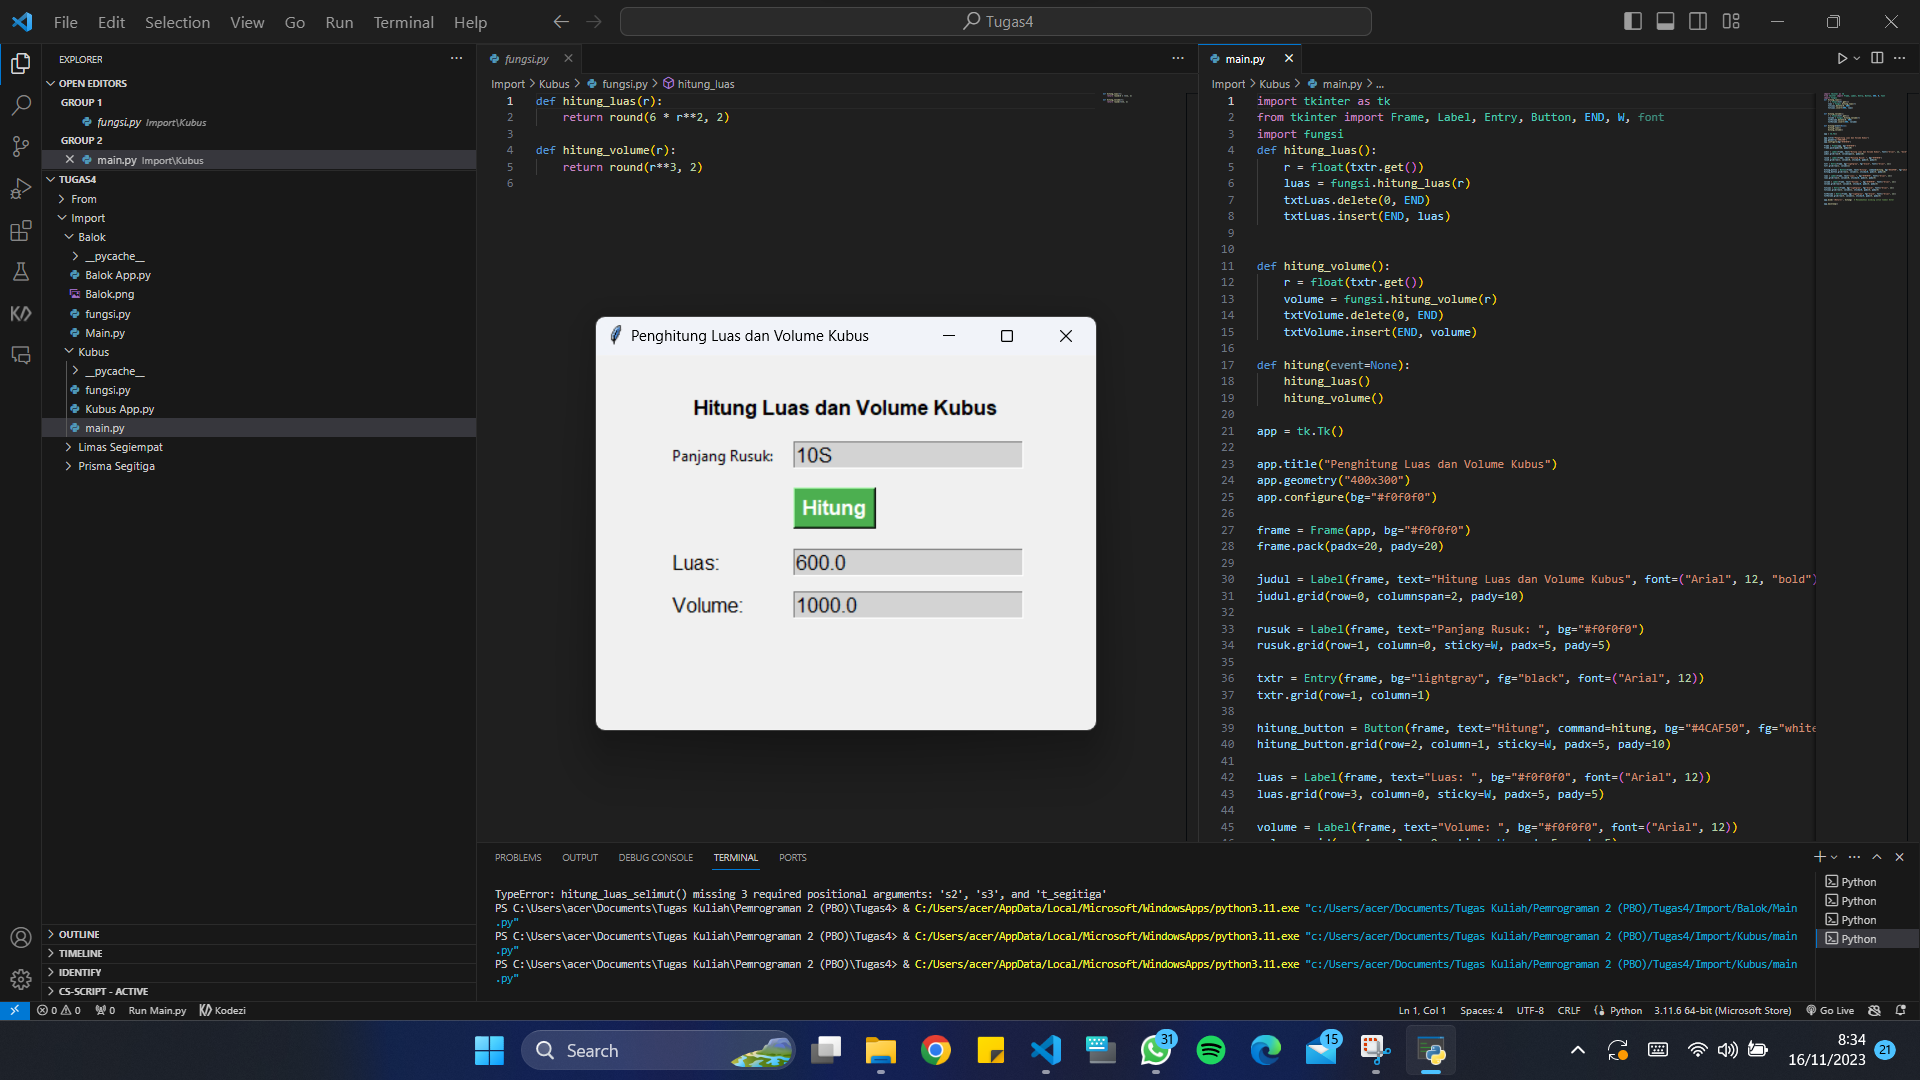 File Edit Selection View Go Run Terminal Help
Tugas4
EXPLORER
OPEN EDITORS
GROUP 1
fungsi.py Import\Kubus
GROUP 2
main.py Import\Kubus
TUGAS4
From
Import
Balok
__pycache__
Balok App.py
Balok.png
fungsi.py
Main.py
Kubus
__pycache__
fungsi.py
Kubus App.py
main.py
Limas Segiempat
Prisma Segitiga
OUTLINE
TIMELINE
IDENTIFY
CS-SCRIPT - ACTIVE
fungsi.py
Import > Kubus > fungsi.py > hitung_luas
1 def hitung_luas(r):
2 return round(6 * r**2, 2)
3
4 def hitung_volume(r):
5 return round(r**3, 2)
6
Penghitung Luas dan Volume Kubus
Hitung Luas dan Volume Kubus
Panjang Rusuk: 10S
Hitung
Luas: 600.0
Volume: 1000.0
main.py
Import > Kubus > main.py > ...
1 import tkinter as tk
2 from tkinter import Frame, Label, Entry, Button, END, W, font
3 import fungsi
4 def hitung_luas():
5 r = float(txtr.get())
6 luas = fungsi.hitung_luas(r)
7 txtLuas.delete(0, END)
8 txtLuas.insert(END, luas)
9
10
11 def hitung_volume():
12 r = float(txtr.get())
13 volume = fungsi.hitung_volume(r)
14 txtVolume.delete(0, END)
15 txtVolume.insert(END, volume)
16
17 def hitung(event=None):
18 hitung_luas()
19 hitung_volume()
20
21 app = tk.Tk()
22
23 app.title("Penghitung Luas dan Volume Kubus")
24 app.geometry("400x300")
25 app.configure(bg="#f0f0f0")
26
27 frame = Frame(app, bg="#f0f0f0")
28 frame.pack(padx=20, pady=20)
29
30 judul = Label(frame, text="Hitung Luas dan Volume Kubus", font=("Arial", 12, "bold")
31 judul.grid(row=0, columnspan=2, pady=10)
32
33 rusuk = Label(frame, text="Panjang Rusuk: ", bg="#f0f0f0")
34 rusuk.grid(row=1, column=0, sticky=W, padx=5, pady=5)
35
36 txtr = Entry(frame, bg="lightgray", fg="black", font=("Arial", 12))
37 txtr.grid(row=1, column=1)
38
39 hitung_button = Button(frame, text="Hitung", command=hitung, bg="#4CAF50", fg="white
40 hitung_button.grid(row=2, column=1, sticky=W, padx=5, pady=10)
41
42 luas = Label(frame, text="Luas: ", bg="#f0f0f0", font=("Arial", 12))
43 luas.grid(row=3, column=0, sticky=W, padx=5, pady=5)
44
45 volume = Label(frame, text="Volume: ", bg="#f0f0f0", font=("Arial", 12))
PROBLEMS OUTPUT DEBUG CONSOLE TERMINAL PORTS
TypeError: hitung_luas_selimut() missing 3 required positional arguments: 's2', 's3', and 't_segitiga'
PS C:\Users\acer\Documents\Tugas Kuliah\Pemrograman 2 (PBO)\Tugas4> & C:/Users/acer/AppData/Local/Microsoft/WindowsApps/python3.11.exe "c:/Users/acer/Documents/Tugas Kuliah/Pemrograman 2 (PBO)/Tugas4/Import/Balok/Main
.py"
PS C:\Users\acer\Documents\Tugas Kuliah\Pemrograman 2 (PBO)\Tugas4> & C:/Users/acer/AppData/Local/Microsoft/WindowsApps/python3.11.exe "c:/Users/acer/Documents/Tugas Kuliah/Pemrograman 2 (PBO)/Tugas4/Import/Kubus/main
.py"
PS C:\Users\acer\Documents\Tugas Kuliah\Pemrograman 2 (PBO)\Tugas4> & C:/Users/acer/AppData/Local/Microsoft/WindowsApps/python3.11.exe "c:/Users/acer/Documents/Tugas Kuliah/Pemrograman 2 (PBO)/Tugas4/Import/Kubus/main
.py"
Python
Python
Python
Python
0 0 0 Run Main.py Kodezi
Ln 1, Col 1 Spaces: 4 UTF-8 CRLF Python 3.11.6 64-bit (Microsoft Store) Go Live
Search
31
15
8:34
16/11/2023
21